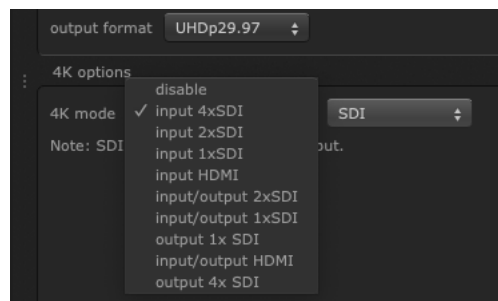 output format UHDp29.97
4K options
disable
4K mode ✓ input 4xSDI SDI
input 2xSDI
Note: SDI input 1xSDI out.
input HDMI
input/output 2xSDI
input/output 1xSDI
output 1x SDI
input/output HDMI
output 4x SDI